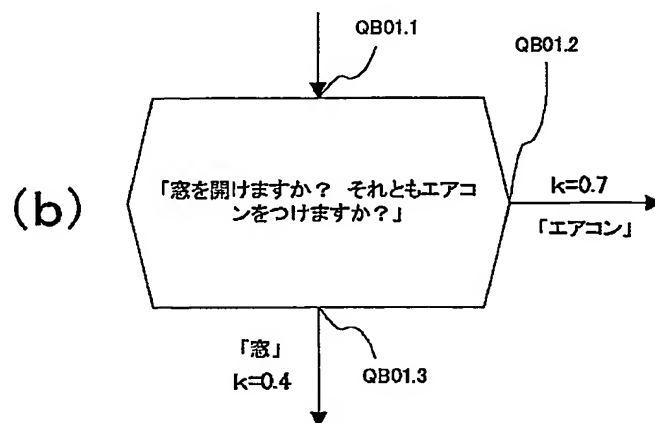 QB01.1
QB01.2
(b)
「窓を開けますか? それともエアコ
ンをつけますか?」
k=0.7
「エアコン」
「窓」
k=0.4
QB01.3